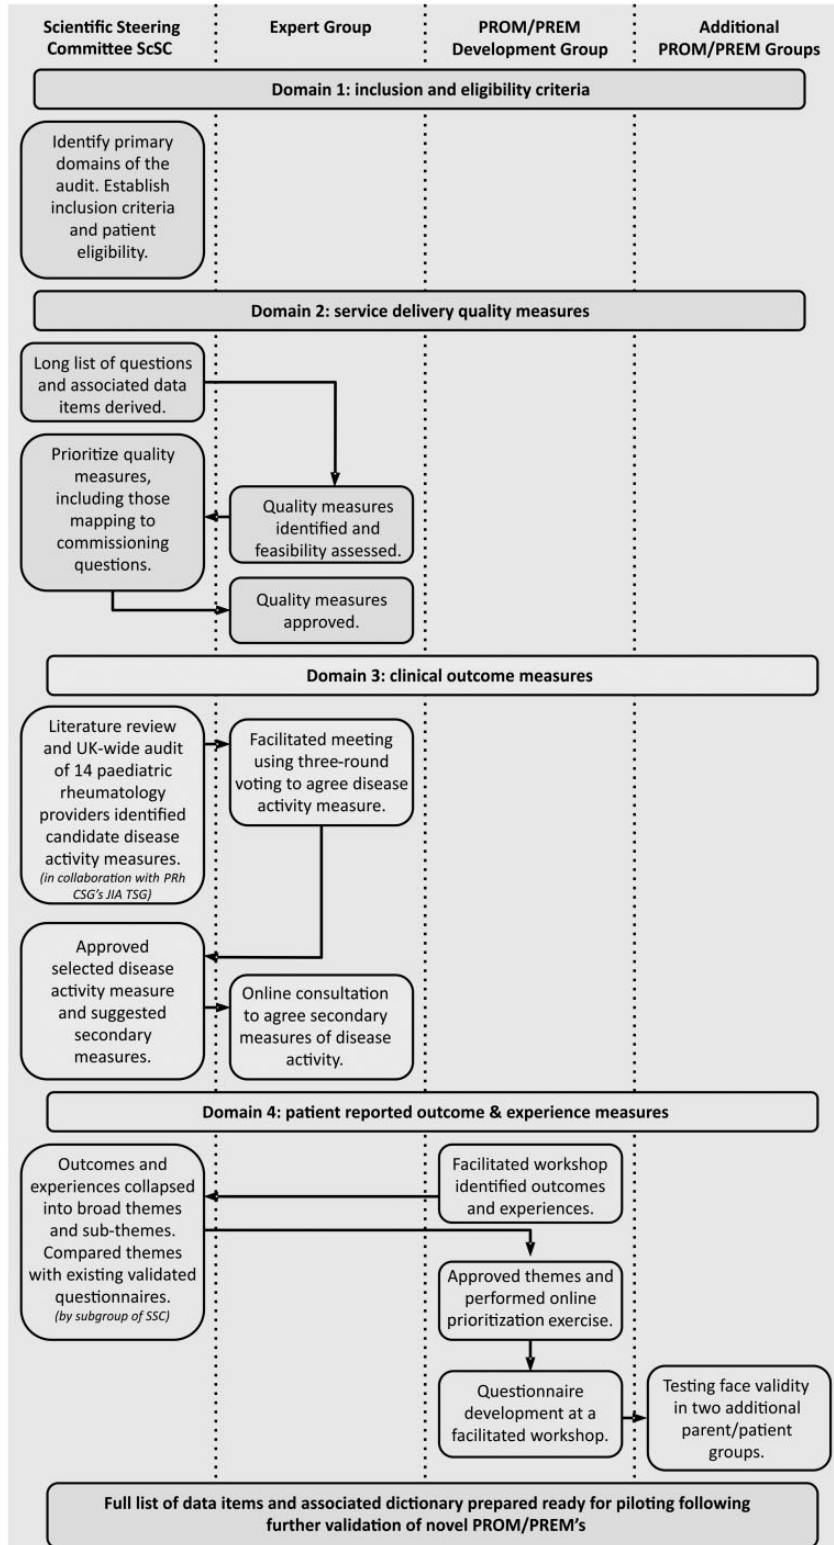 Scientific Steering
Committee ScSC
Expert Group
PROM/PREM
Development Group
Additional
PROM/PREM Groups
Domain 1: inclusion and eligibility criteria
Identify primary
domains of the
audit. Establish
inclusion criteria
and patient
eligibility.
Domain 2: service delivery quality measures
Long list of questions
and associated data
items derived.
Prioritize quality
measures,
including those
mapping to
commissioning
questions.
Quality measures
identified and
feasibility assessed.
Quality measures
approved.
Domain 3: clinical outcome measures
Literature review
and UK-wide audit
of 14 paediatric
rheumatology
providers identified
candidate disease
activity measures.
(in collaboration with PRh
CSG's JIA TSG)
Facilitated meeting
using three-round
voting to agree disease
activity measure.
Approved
selected disease
activity measure
and suggested
secondary
measures.
Online consultation
to agree secondary
measures of disease
activity.
Domain 4: patient reported outcome & experience measures
Outcomes and
experiences collapsed
into broad themes
and sub-themes.
Compared themes
with existing validated
questionnaires.
(by subgroup of SSC)
Facilitated workshop
identified outcomes
and experiences.
Approved themes and
performed online
prioritization exercise.
Questionnaire
development at a
facilitated workshop.
Testing face validity
in two additional
parent/patient
groups.
Full list of data items and associated dictionary prepared ready for piloting following
further validation of novel PROM/PREM's